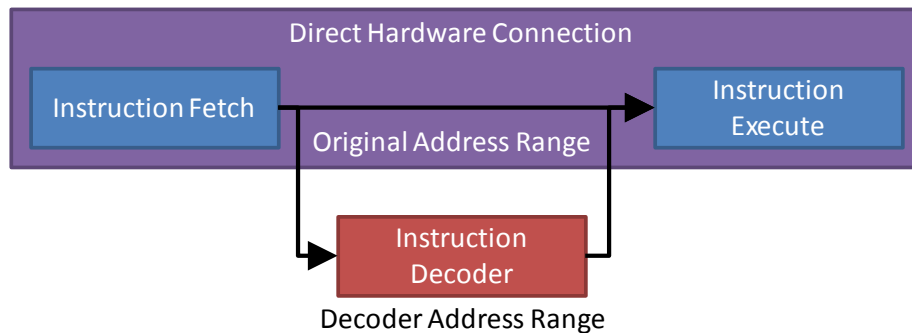 Direct Hardware Connection
Instruction Fetch
Instruction
Execute
Original Address Range
Instruction
Decoder
Decoder Address Range